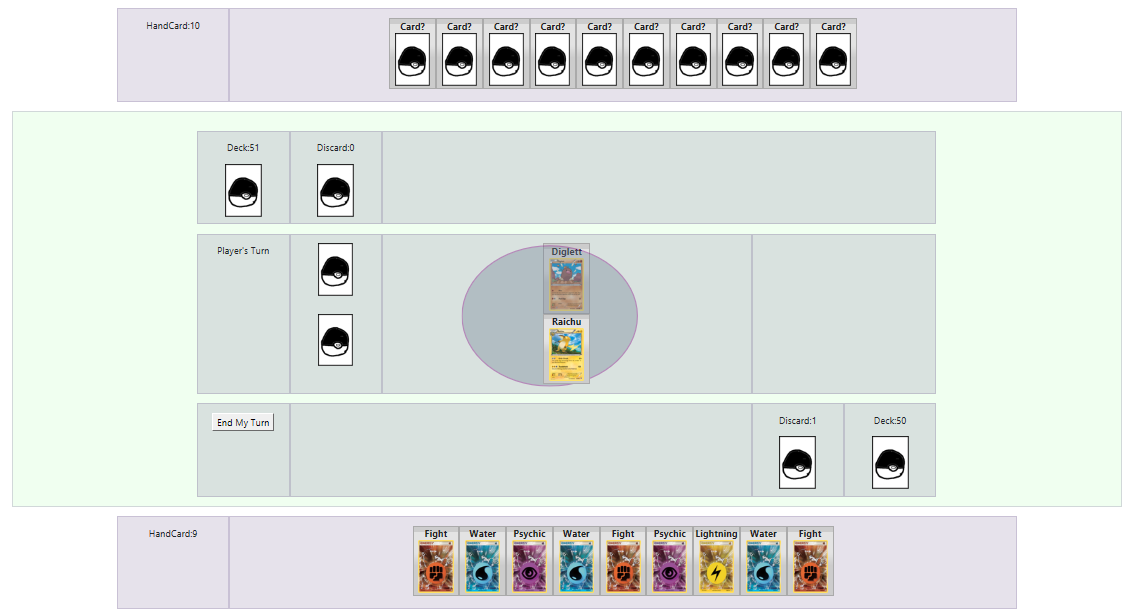 HandCard:10
Card? Card? Card? Card? Card? Card? Card? Card? Card? Card?
Deck:51 Discard:0
Player's Turn
Diglett
Raichu
End My Turn
Discard:1 Deck:50
HandCard:9
Fight Water Psychic Water Fight Psychic Lightning Water Fight